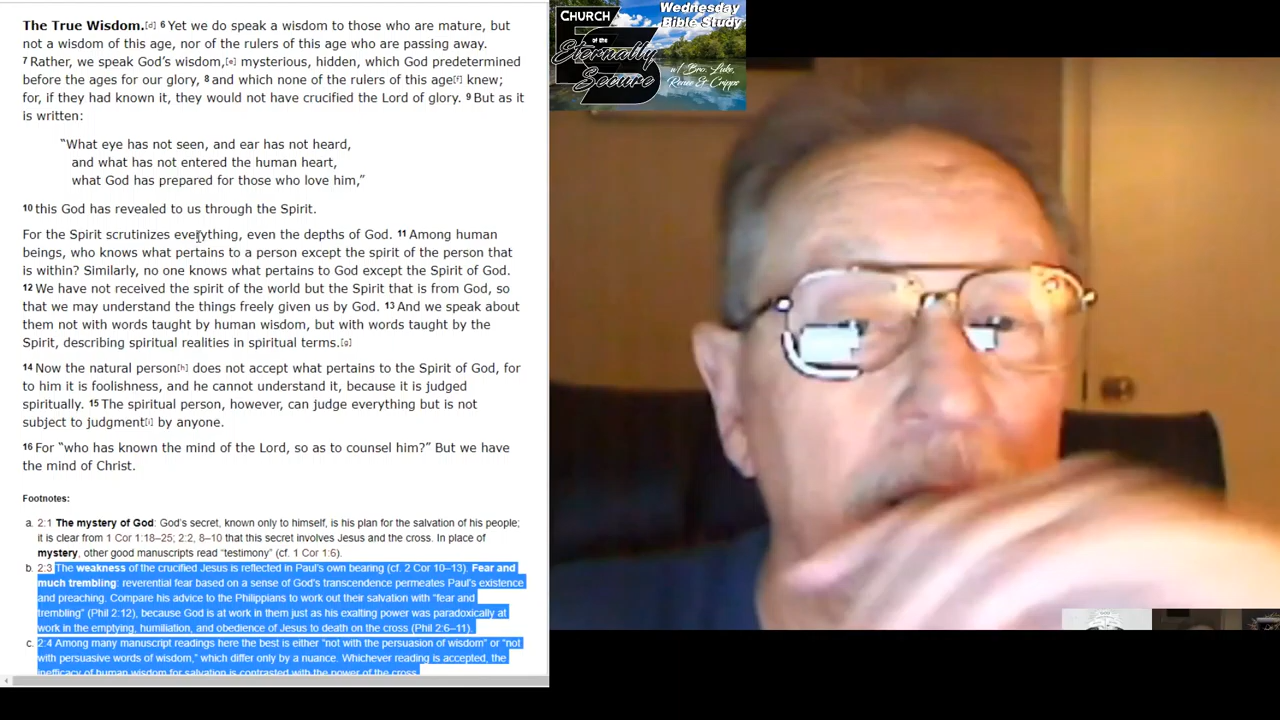 The True Wisdom.[d] 6 Yet we do speak a wisdom to those who are mature, but
not a wisdom of this age, nor of the rulers of this age who are passing away.
7 Rather, we speak God’s wisdom,[e] mysterious, hidden, which God predetermined
before the ages for our glory, 8 and which none of the rulers of this age[f] knew;
for, if they had known it, they would not have crucified the Lord of glory. 9 But as it
is written:
“What eye has not seen, and ear has not heard,
and what has not entered the human heart,
what God has prepared for those who love him,”
10 this God has revealed to us through the Spirit.
For the Spirit scrutinizes everything, even the depths of God. 11 Among human
beings, who knows what pertains to a person except the spirit of the person that
is within? Similarly, no one knows what pertains to God except the Spirit of God.
12 We have not received the spirit of the world but the Spirit that is from God, so
that we may understand the things freely given us by God. 13 And we speak about
them not with words taught by human wisdom, but with words taught by the
Spirit, describing spiritual realities in spiritual terms.[g]
14 Now the natural person[h] does not accept what pertains to the Spirit of God, for
to him it is foolishness, and he cannot understand it, because it is judged
spiritually. 15 The spiritual person, however, can judge everything but is not
subject to judgment[i] by anyone.
16 For “who has known the mind of the Lord, so as to counsel him?” But we have
the mind of Christ.
Footnotes:
a. 2:1 The mystery of God: God’s secret, known only to himself, is his plan for the salvation of his people;
it is clear from 1 Cor 1:18–25; 2:2, 8–10 that this secret involves Jesus and the cross. In place of
mystery, other good manuscripts read “testimony” (cf. 1 Cor 1:6).
b. 2:3 The weakness of the crucified Jesus is reflected in Paul’s own bearing (cf. 2 Cor 10–13). Fear and
much trembling: reverential fear based on a sense of God’s transcendence permeates Paul’s existence
and preaching. Compare his advice to the Philippians to work out their salvation with “fear and
trembling” (Phil 2:12), because God is at work in them just as his exalting power was paradoxically at
work in the emptying, humiliation, and obedience of Jesus to death on the cross (Phil 2:6–11).
c. 2:4 Among many manuscript readings here the best is either “not with the persuasion of wisdom” or “not
with persuasive words of wisdom,” which differ only by a nuance. Whichever reading is accepted, the
inefficacy of human wisdom for salvation is contrasted with the power of the cross.
CHURCH
of the
Eternally
Secure
Wednesday
Bible Study
w/ Bro. Luke,
Renee & Cripps